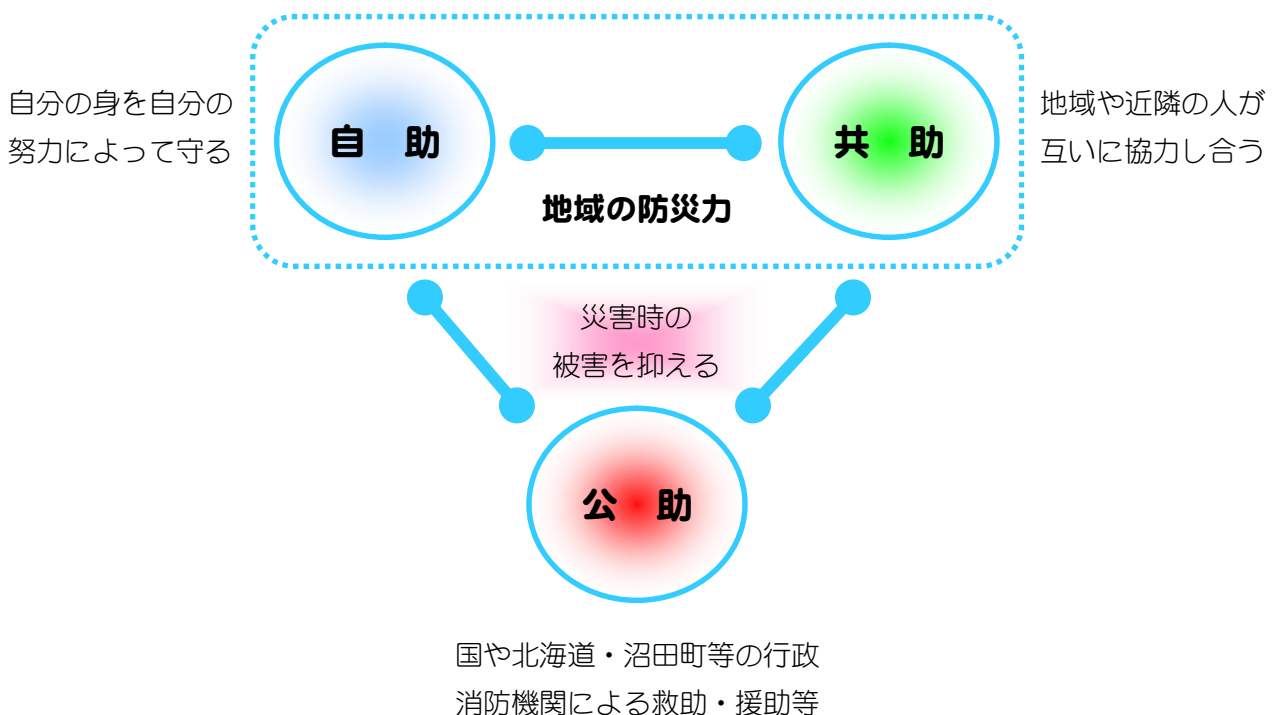 自分の身を自分の
努力によって守る
自 助
共 助
地域や近隣の人が
互いに協力し合う
地域の防災力
災害時の
被害を抑える
公 助
国や北海道・沼田町等の行政
消防機関による救助・援助等